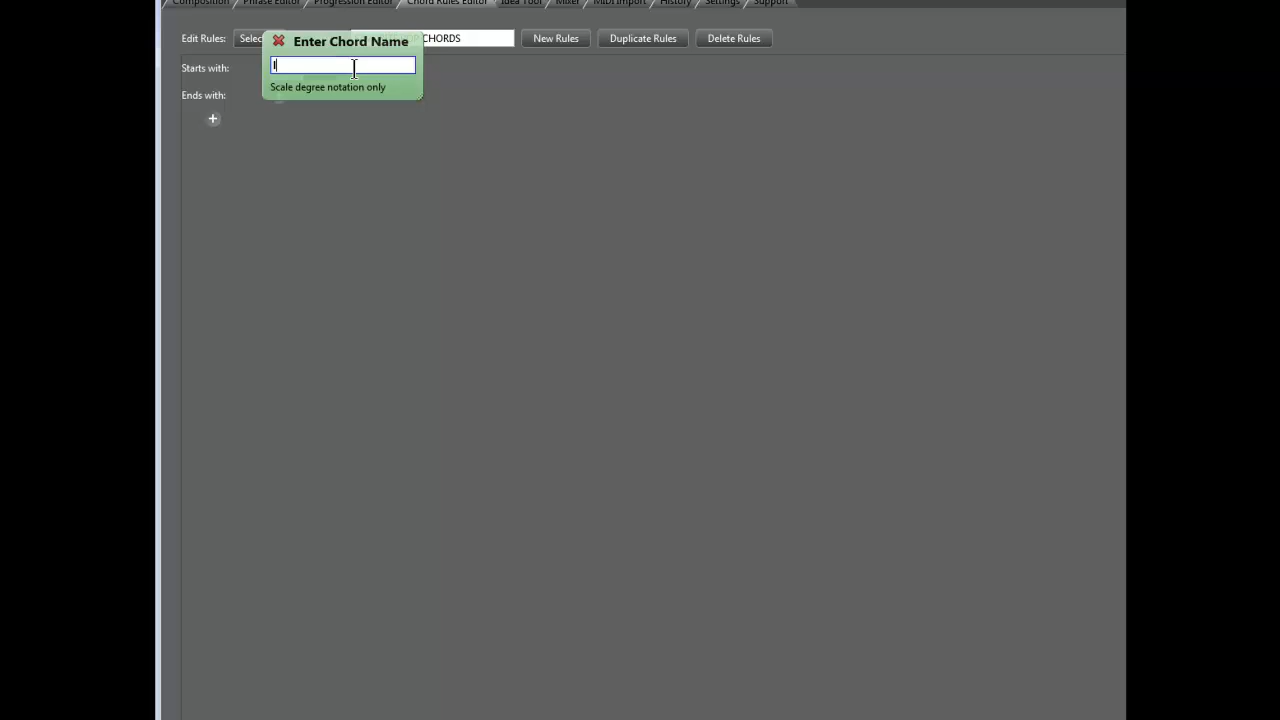 Composition Phrase Editor Progression Editor Chord Rules Editor Idea Tool Mixer MIDI Import History Settings Support
Edit Rules: Selec CHORDS New Rules Duplicate Rules Delete Rules
Enter Chord Name
I
Scale degree notation only
Starts with:
Ends with:
+